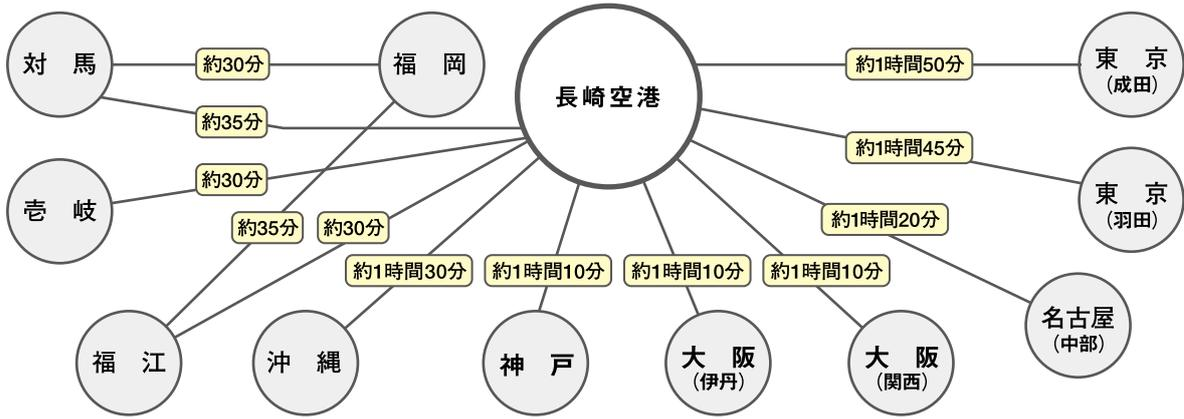 対　馬
約30分
福　岡
長崎空港
約1時間50分
東　京
（成田）
約35分
約1時間45分
東　京
（羽田）
壱　岐
約30分
約35分
約30分
約1時間20分
約1時間30分
約1時間10分
約1時間10分
約1時間10分
名古屋
（中部）
福　江
沖　縄
神　戸
大　阪
（伊丹）
大　阪
（関西）